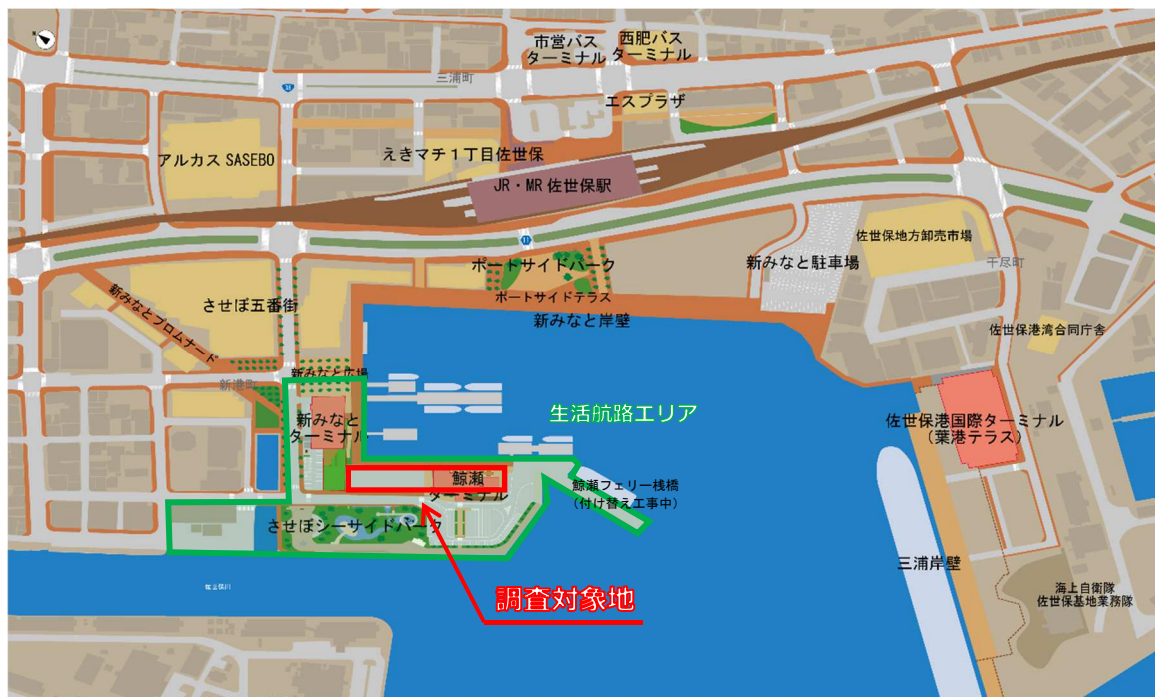 市営バス
ターミナル
西肥バス
ターミナル
三浦町
エスプラザ
アルカス SASEBO
えきマチ1丁目佐世保
JR・MR 佐世保駅
11
佐世保地方卸売市場
ポートサイドパーク
新みなと駐車場
干尽町
新みなとプロムナード
させぼ五番街
ポートサイドテラス
新みなと岸壁
佐世保港湾合同庁舎
新みなと広場
新港町
生活航路エリア
新みなと
ターミナル
佐世保港国際ターミナル
(葉港テラス)
鯨瀬
ターミナル
鯨瀬フェリー桟橋
(付け替え工事中)
させぼシーサイドパーク
三浦岸壁
佐世保川
調査対象地
海上自衛隊
佐世保基地業務隊